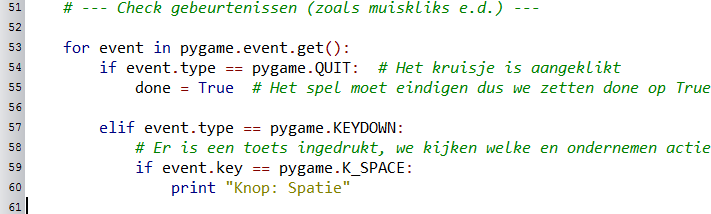 51 # --- Check gebeurtenissen (zoals muiskliks e.d.) ---
52
53 for event in pygame.event.get():
54 if event.type == pygame.QUIT: # Het kruisje is aangeklikt
55 done = True # Het spel moet eindigen dus we zetten done op True
56
57 elif event.type == pygame.KEYDOWN:
58 # Er is een toets ingedrukt, we kijken welke en ondernemen actie
59 if event.key == pygame.K_SPACE:
60 print "Knop: Spatie"
61